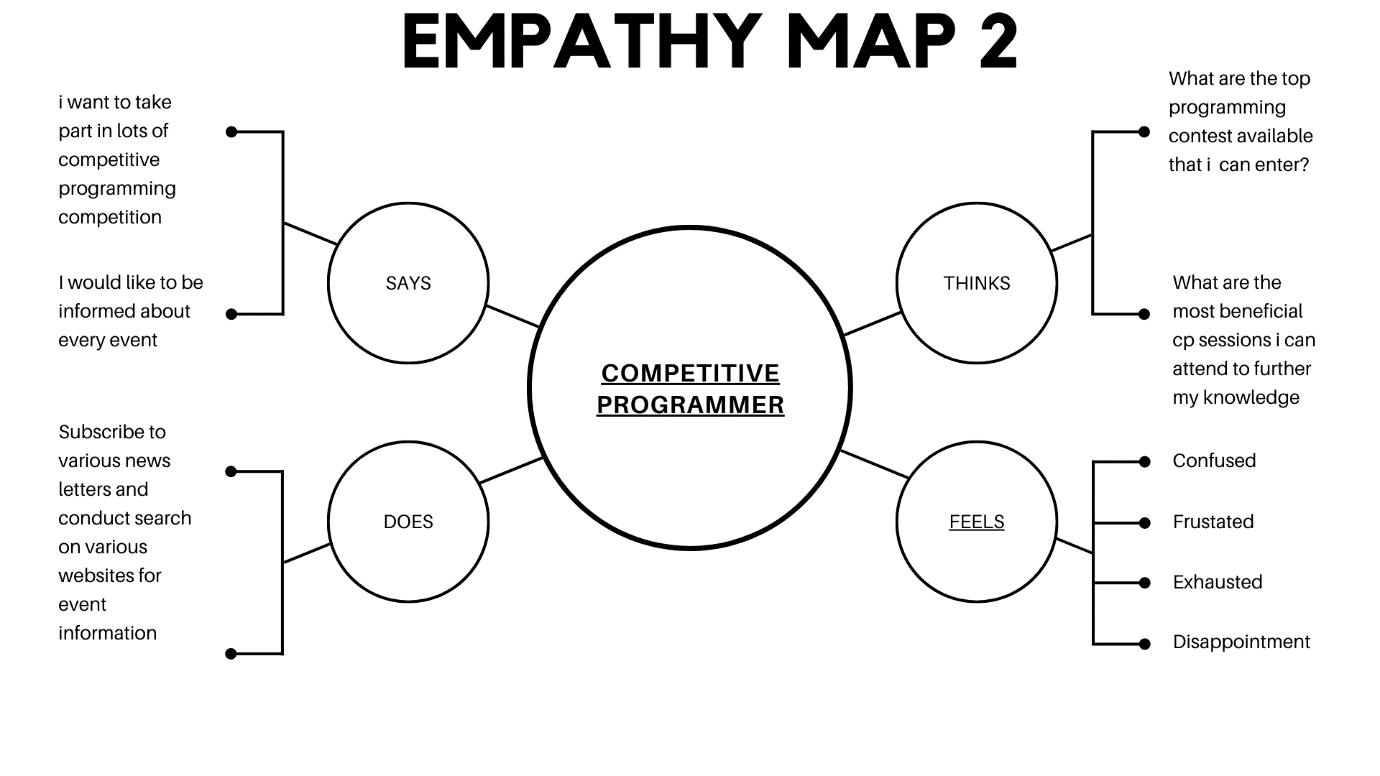 EMPATHY MAP 2
i want to take
part in lots of
competitive
programming
competition
I would like to be
informed about
every event
SAYS
Subscribe to
various news
letters and
conduct search
on various
websites for
event
information
DOES
COMPETITIVE
PROGRAMMER
THINKS
What are the top
programming
contest available
that i  can enter?
What are the
most beneficial
cp sessions i can
attend to further
my knowledge
FEELS
Confused
Frustated
Exhausted
Disappointment